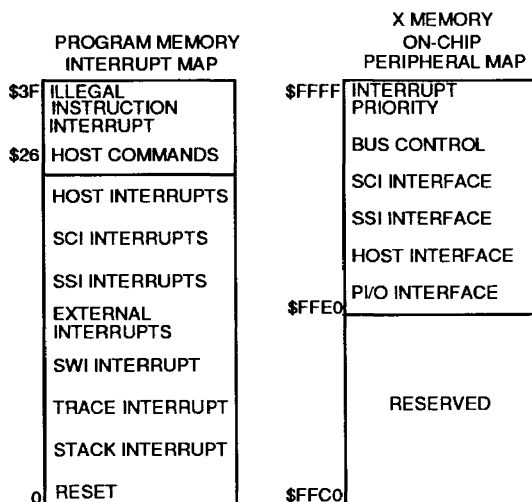 PROGRAM MEMORY
INTERRUPT MAP
$3F
ILLEGAL
INSTRUCTION
INTERRUPT
$26
HOST COMMANDS
HOST INTERRUPTS
SCI INTERRUPTS
SSI INTERRUPTS
EXTERNAL
INTERRUPTS
SWI INTERRUPT
TRACE INTERRUPT
STACK INTERRUPT
0
RESET
X MEMORY
ON-CHIP
PERIPHERAL MAP
$FFFF
INTERRUPT
PRIORITY
BUS CONTROL
SCI INTERFACE
SSI INTERFACE
HOST INTERFACE
PI/O INTERFACE
$FFE0
RESERVED
$FFC0